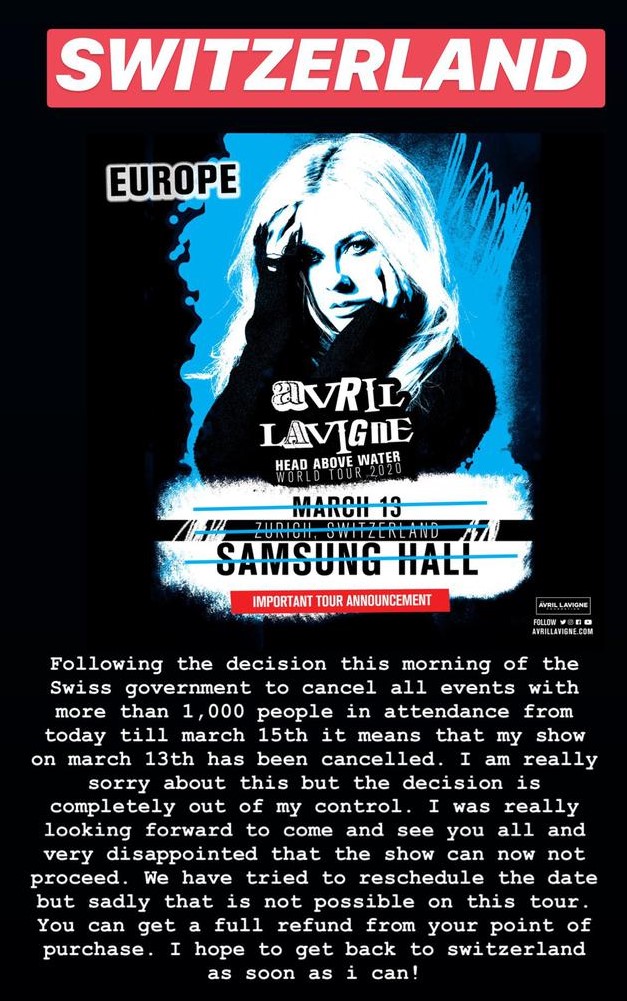 SWITZERLAND
EUROPE
AVRIL
LAVIGNE
HEAD ABOVE WATER
WORLD TOUR 2020
MARCH 13
ZURICH, SWITZERLAND
SAMSUNG HALL
IMPORTANT TOUR ANNOUNCEMENT
AVRIL LAVIGNE
FOUNDATION
FOLLOW
AVRILLAVIGNE.COM
Following the decision this morning of the
Swiss government to cancel all events with
more than 1,000 people in attendance from
today till march 15th it means that my show
on march 13th has been cancelled. I am really
sorry about this but the decision is
completely out of my control. I was really
looking forward to come and see you all and
very disappointed that the show can now not
proceed. We have tried to reschedule the date
but sadly that is not possible on this tour.
You can get a full refund from your point of
purchase. I hope to get back to switzerland
as soon as i can!